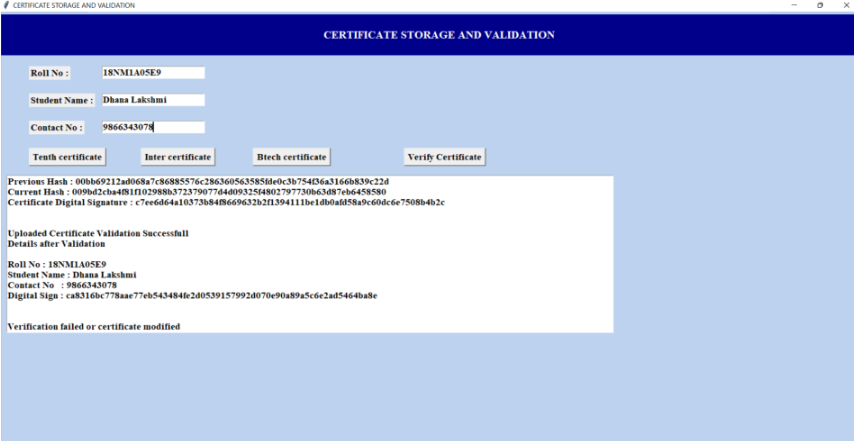 CERTIFICATE STORAGE AND VALIDATION
CERTIFICATE STORAGE AND VALIDATION
Roll No : 18NM1A05E9
Student Name : Dhana Lakshmi
Contact No : 9866343078
Tenth certificate Inter certificate Btech certificate Verify Certificate
Previous Hash : 00bb69212ad068a7c86885576c286360563585fde0c3b754f36a3166b839c22d
Current Hash : 009bd2cba4f81f102988b372379077d4d09325f4802797730b63d87eb6458580
Certificate Digital Signature : c7ee6d64a10373b84f8669632b2f1394111be1db0afd58a9c60dc6e7508b4b2c
Uploaded Certificate Validation Successfull
Details after Validation
Roll No : 18NM1A05E9
Student Name : Dhana Lakshmi
Contact No : 9866343078
Digital Sign : ca8316bc778aae77eb543484fe2d0539157992d070e90a89a5c6e2ad5464ba8e
Verification failed or certificate modified